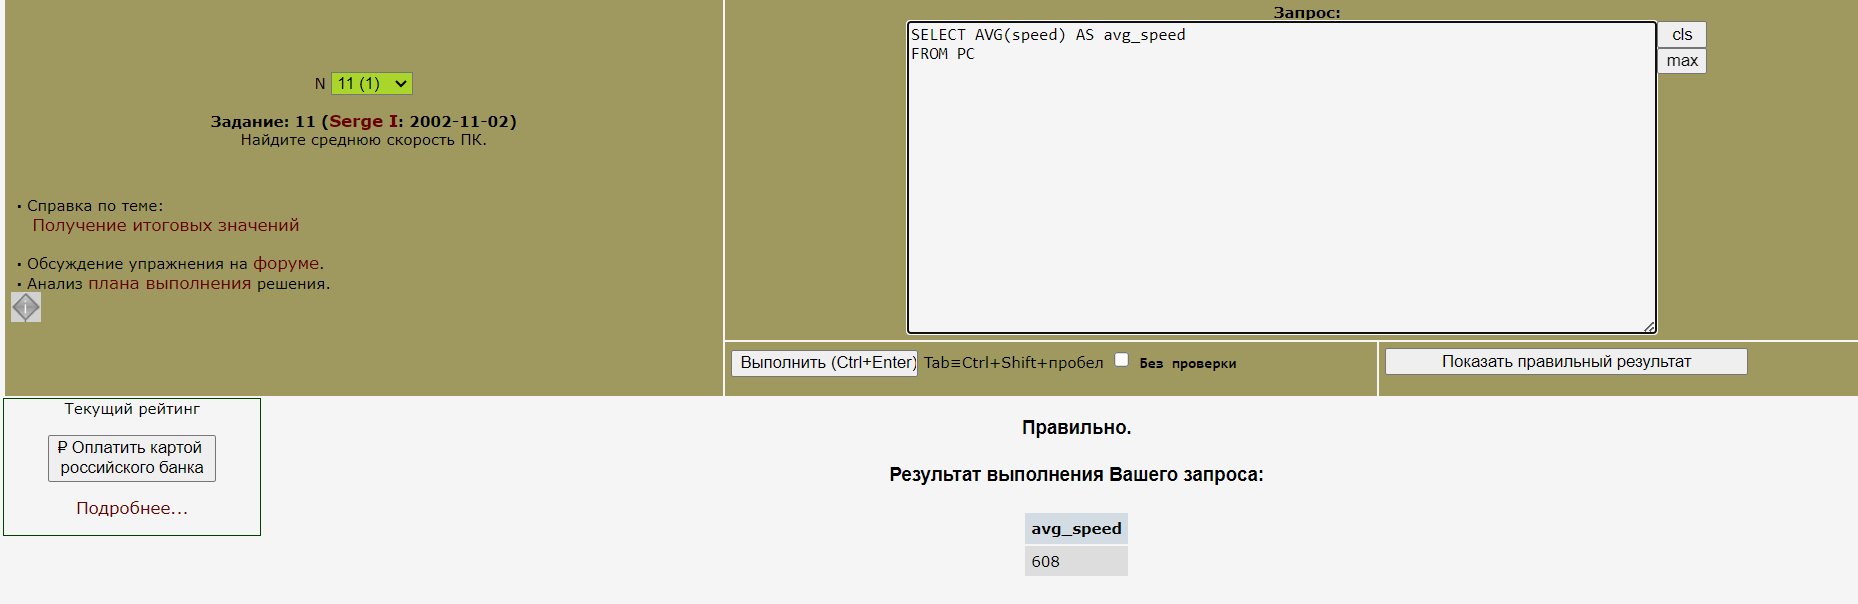 N 11 (1)
Задание: 11 (Serge I: 2002-11-02)
Найдите среднюю скорость ПК.
• Справка по теме:
Получение итоговых значений
• Обсуждение упражнения на форуме.
• Анализ плана выполнения решения.
Запрос:
SELECT AVG(speed) AS avg_speed
FROM PC
cls
max
Выполнить (Ctrl+Enter) Tab≡Ctrl+Shift+пробел Без проверки
Показать правильный результат
Текущий рейтинг
₽ Оплатить картой
российского банка
Подробнее...
Правильно.
Результат выполнения Вашего запроса:
avg_speed
608